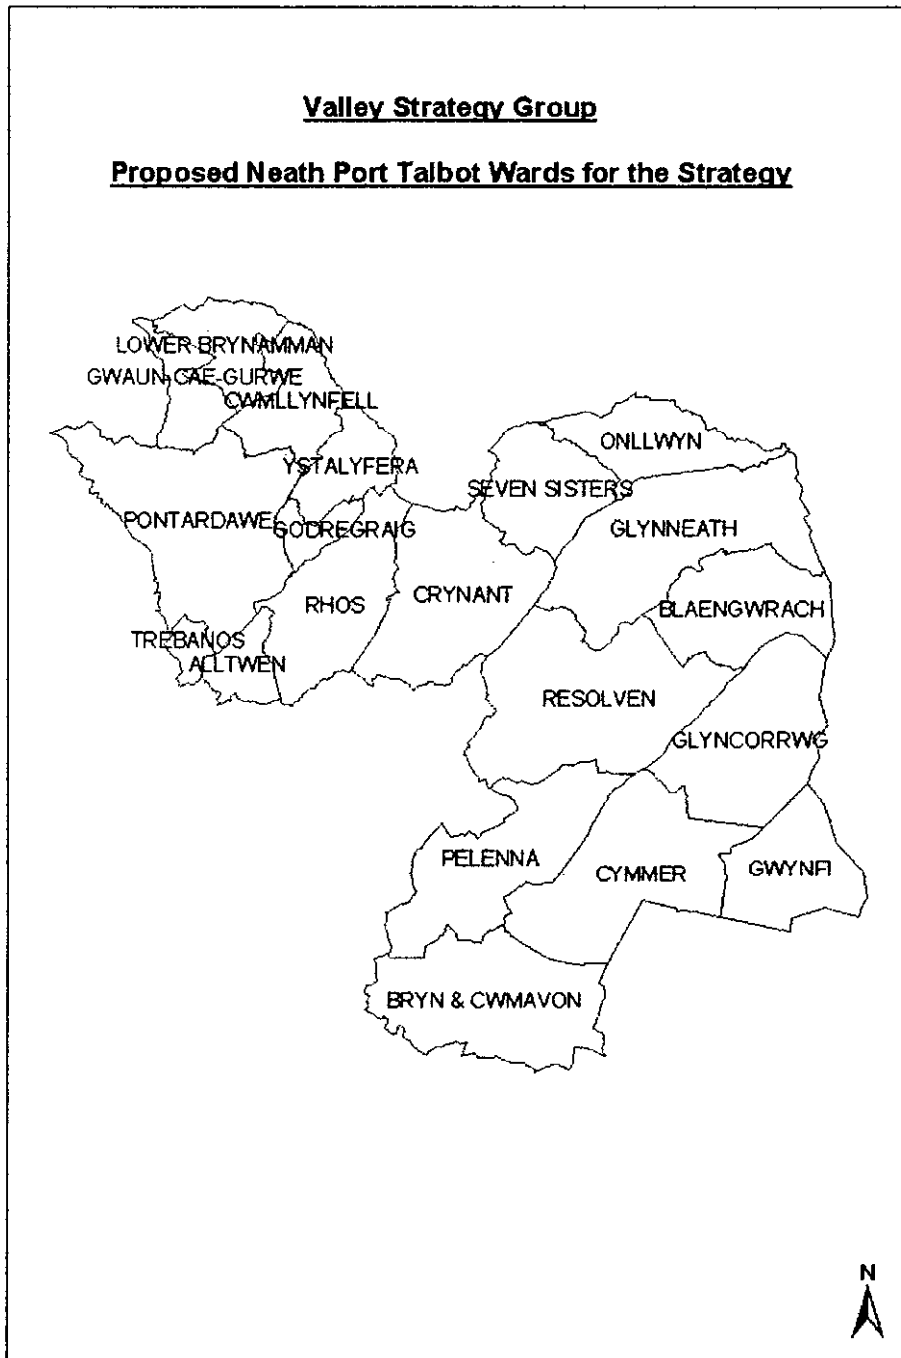 Valley Strategy Group
Proposed Neath Port Talbot Wards for the Strategy
LOWER BRYNAMMAN
GWAUN-CAE-GURWE
CWMLLYNFELL
ONLLWYN
YSTALYFERA
SEVEN SISTERS
PONTARDAWE
GODREGRAIG
GLYNNEATH
RHOS
CRYNANT
BLAENGWRACH
TREBANOS
ALLTWEN
RESOLVEN
GLYNCORRWG
PELENNA
CYMMER
GWYNFI
BRYN & CWMAVON
N